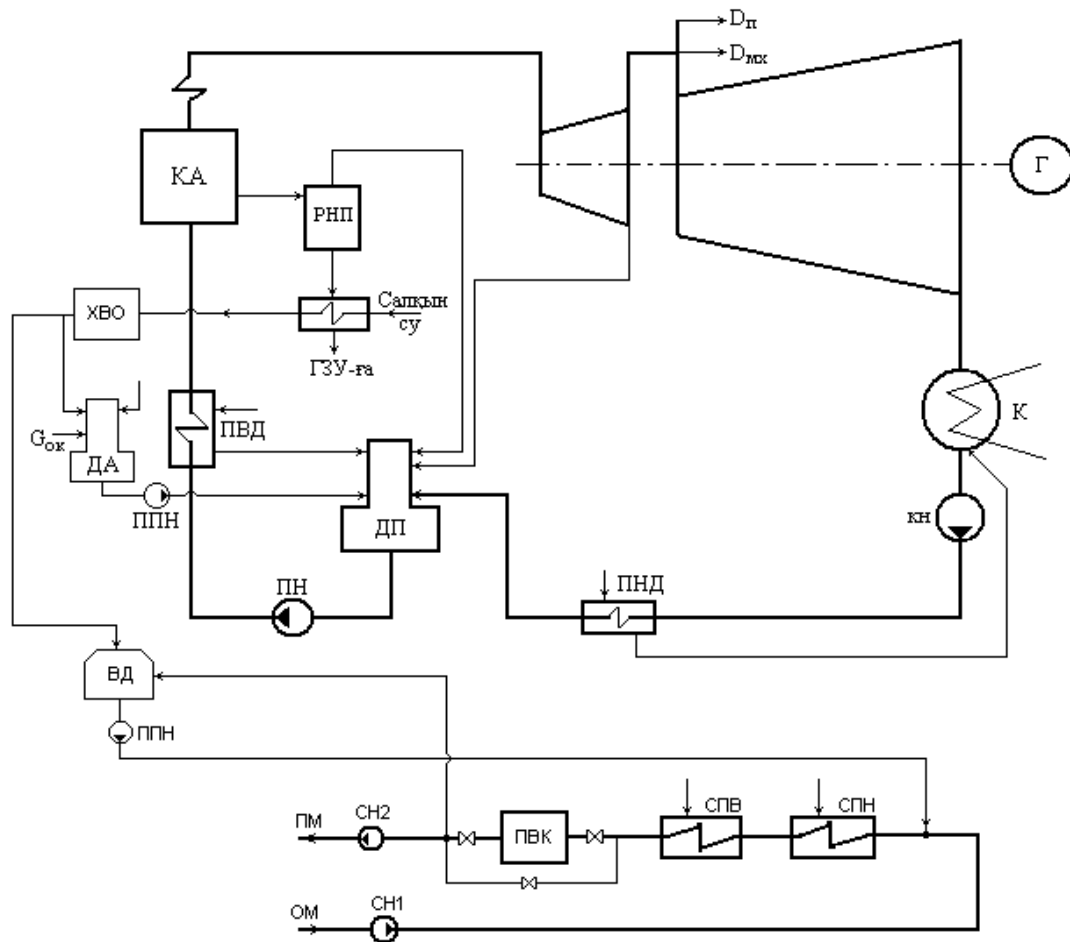 Dп
Dмх
КА
РНП
Г
ХВО
Салқын
су
ГЗУ-ға
ПВД
К
Gок
ДА
ППН
ДП
кн
ПН
ПНД
ВД
ППН
ПМ
СН2
ПВК
СПВ
СПН
ОМ
СН1